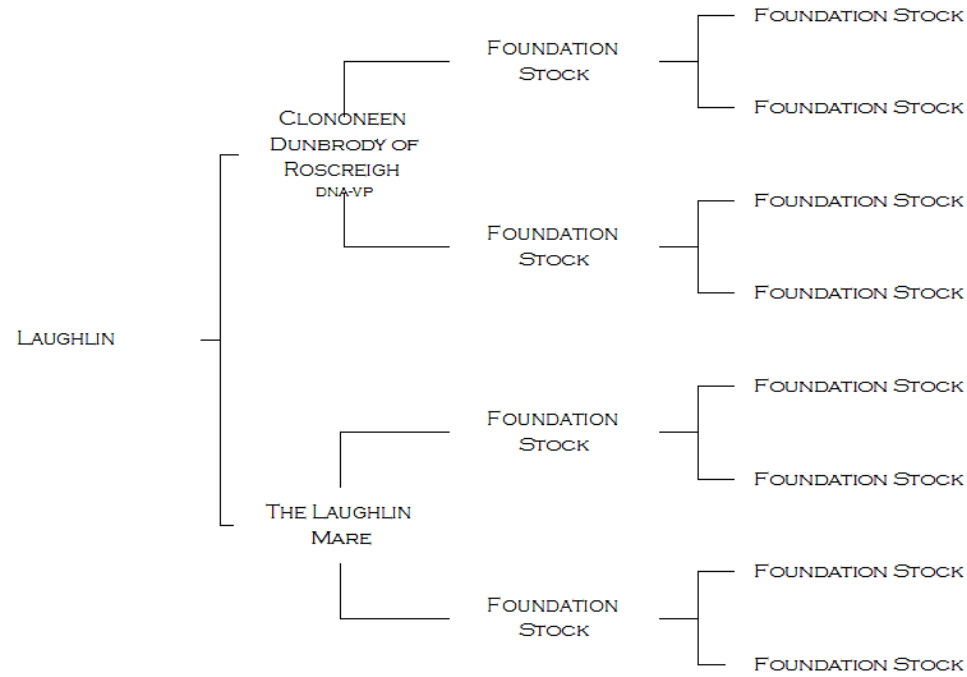 Foundation Stock
Foundation
Stock
Foundation Stock
Clononeen
Dunbrody of
Roscreigh
DNA-VP
Foundation Stock
Foundation
Stock
Foundation Stock
Laughlin
Foundation Stock
Foundation
Stock
Foundation Stock
The Laughlin
Mare
Foundation Stock
Foundation
Stock
Foundation Stock